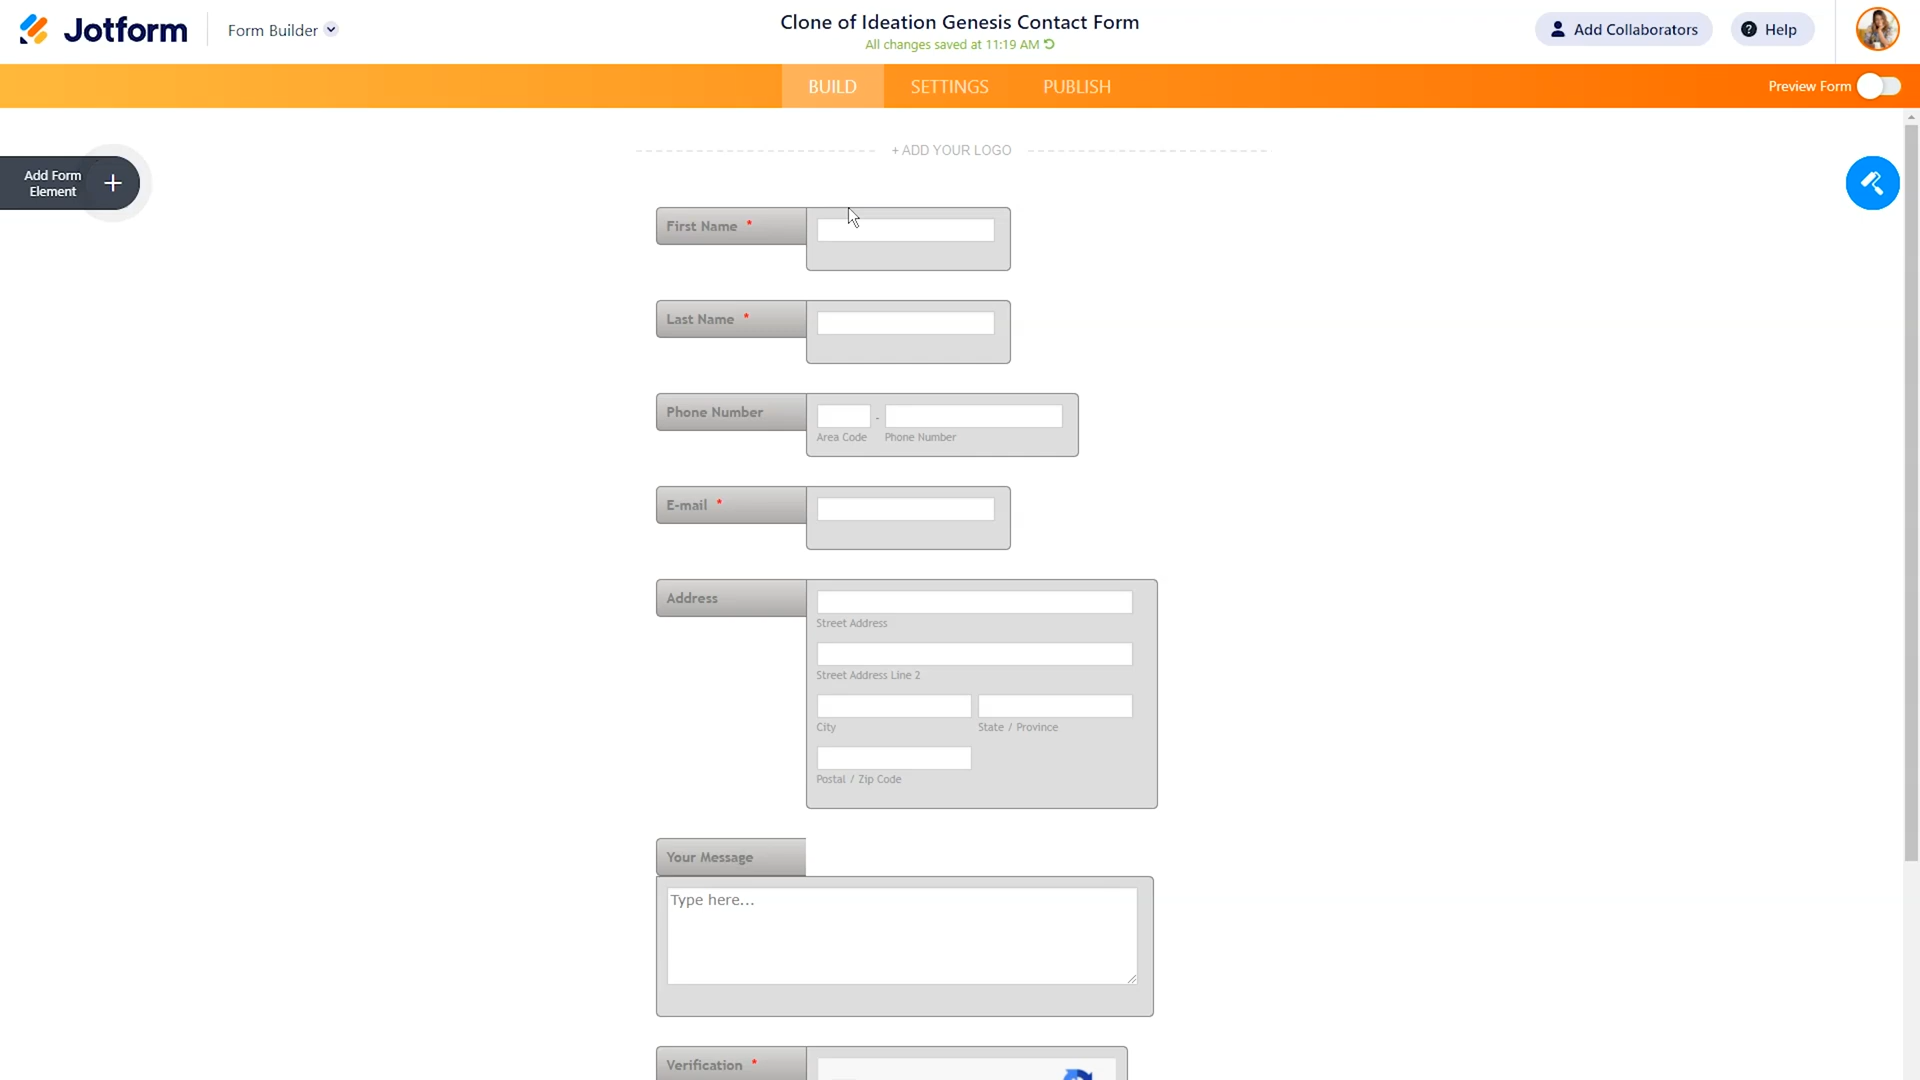 Jotform
Form Builder
Clone of Ideation Genesis Contact Form
All changes saved at 11:19 AM
Add Collaborators
? Help
BUILD
SETTINGS
PUBLISH
Preview Form
+ ADD YOUR LOGO
Add Form
Element
First Name *
Last Name *
Phone Number
-
Area Code
Phone Number
E-mail *
Address
Street Address
Street Address Line 2
City
State / Province
Postal / Zip Code
Your Message
Type here...
Verification *